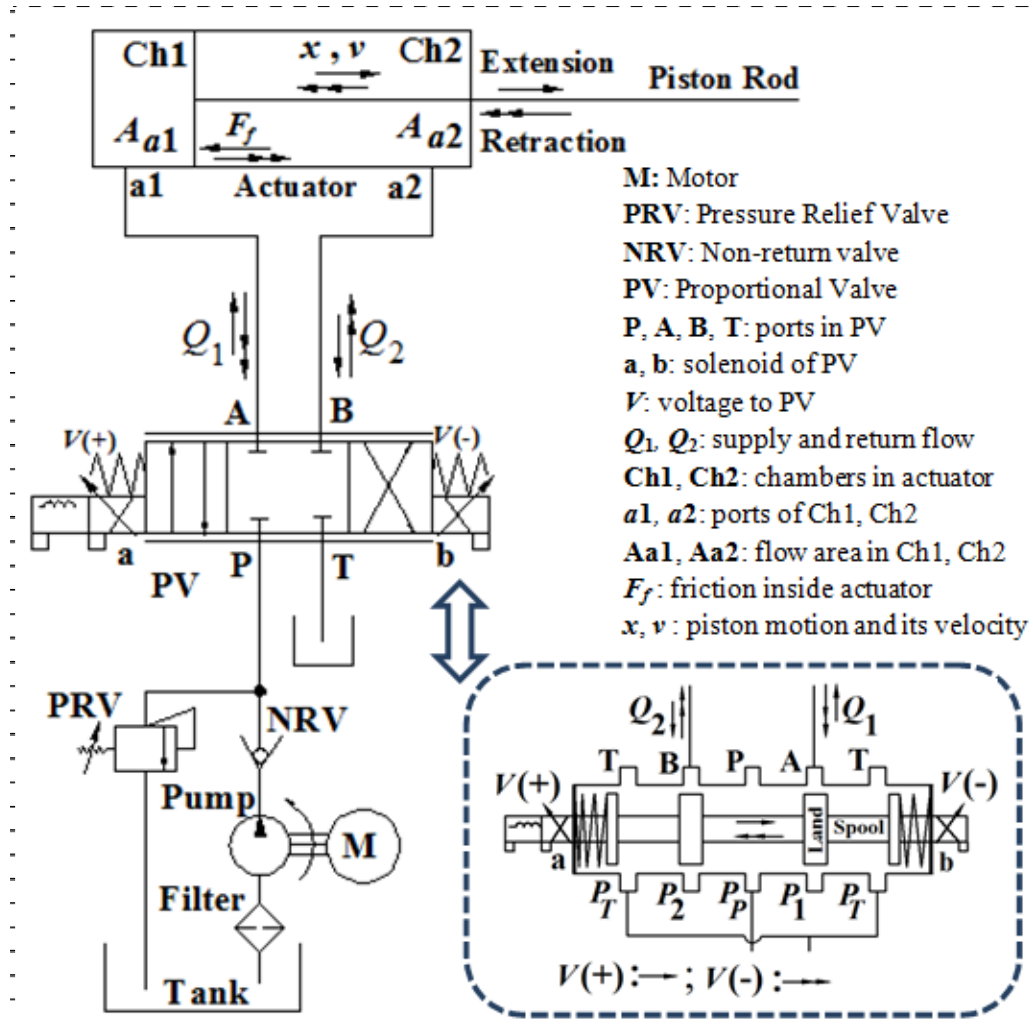 Ch1
x , v
Ch2
Extension
Piston Rod
Aa1
Ff
Aa2
Retraction
a1
Actuator
a2
M: Motor
PRV: Pressure Relief Valve
NRV: Non-return valve
PV: Proportional Valve
P, A, B, T: ports in PV
a, b: solenoid of PV
V: voltage to PV
Q1, Q2: supply and return flow
Ch1, Ch2: chambers in actuator
a1, a2: ports of Ch1, Ch2
Aa1, Aa2: flow area in Ch1, Ch2
Ff: friction inside actuator
x, v : piston motion and its velocity
Q1
Q2
A
B
V(+)
V(-)
a
P
T
b
PV
PRV
NRV
Pump
M
Filter
Tank
Q2
Q1
T
B
P
A
T
V(+)
V(-)
Land
Spool
a
b
PT
P2
PP
P1
PT
V(+) : ; V(-) :